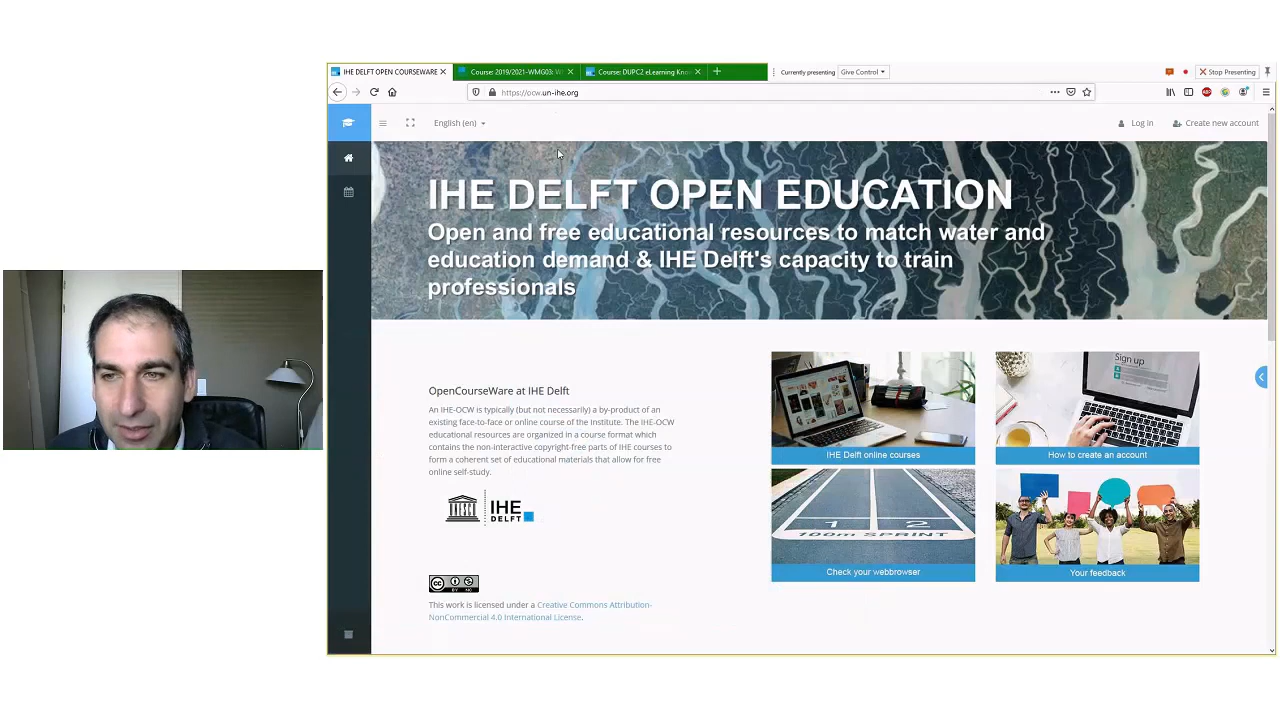 IHE DELFT OPEN COURSEWARE
Course: 2019/2021-WMG03:
Course: DUPC2 eLearning Kno
Currently presenting
Give Control
Stop Presenting
https://ocw.un-ihe.org
English (en)
Log in
Create new account
IHE DELFT OPEN EDUCATION
Open and free educational resources to match water and
education demand & IHE Delft's capacity to train
professionals
OpenCourseWare at IHE Delft
An IHE-OCW is typically (but not necessarily) a by-product of an
existing face-to-face or online course of the Institute. The IHE-OCW
educational resources are organized in a course format which
contains the non-interactive copyright-free parts of IHE courses to
form a coherent set of educational materials that allow for free
online self-study.
IHE
DELFT
BY NC
This work is licensed under a Creative Commons Attribution-
NonCommercial 4.0 International License.
IHE Delft online courses
Sign up
How to create an account
1 2
100m SPRINT
Check your webbrowser
Your feedback